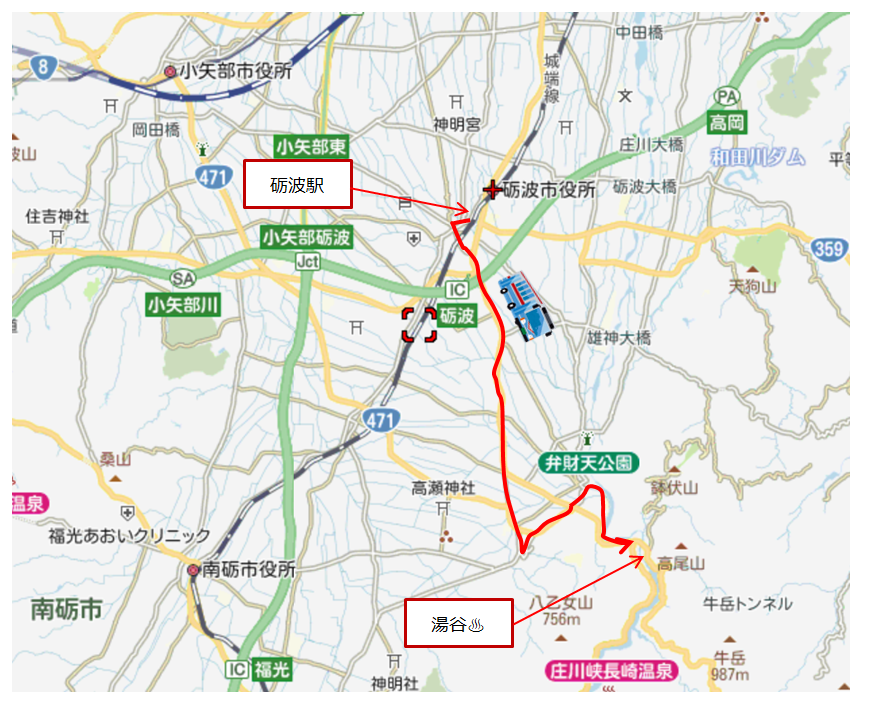 中田橋
城端線
8
小矢部市役所
PA
高岡
神明宮
岡田橋
庄川大橋
和田川ダム
小矢部東
波山
471
砺波駅
砺波市役所
砺波大橋
住吉神社
小矢部砺波
Jct
359
SA
小矢部川
天狗山
IC
砺波
雄神大橋
471
弁財天公園
桑山
温泉
高瀬神社
鉢伏山
福光あおいクリニック
南砺市役所
高尾山
南砺市
八乙女山
756m
牛岳トンネル
湯谷♨
IC
福光
神明社
庄川峡長崎温泉
牛岳
987m